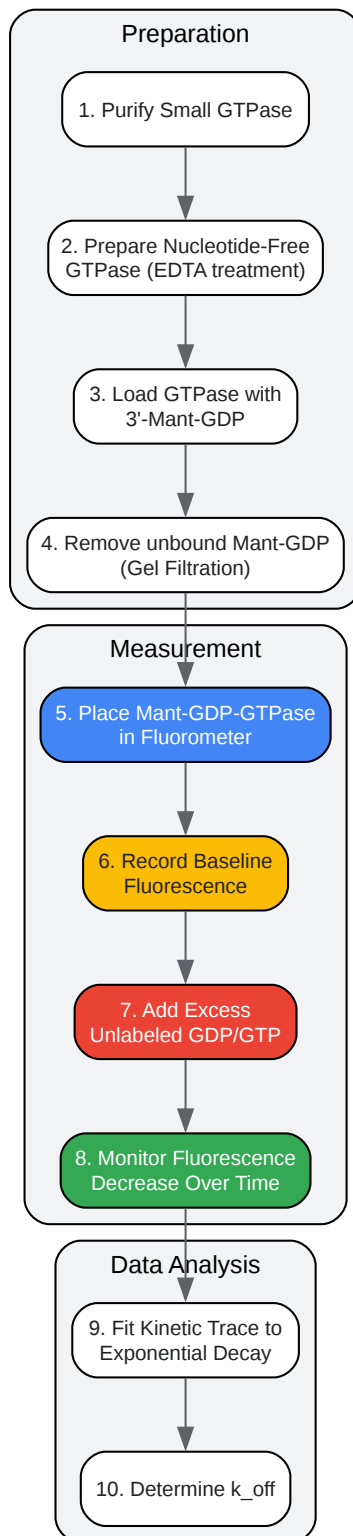 Preparation
1. Purify Small GTPase
2. Prepare Nucleotide-Free
GTPase (EDTA treatment)
3. Load GTPase with
3'-Mant-GDP
4. Remove unbound Mant-GDP
(Gel Filtration)
Measurement
5. Place Mant-GDP-GTPase
in Fluorometer
6. Record Baseline
Fluorescence
7. Add Excess
Unlabeled GDP/GTP
8. Monitor Fluorescence
Decrease Over Time
Data Analysis
9. Fit Kinetic Trace to
Exponential Decay
10. Determine k_off